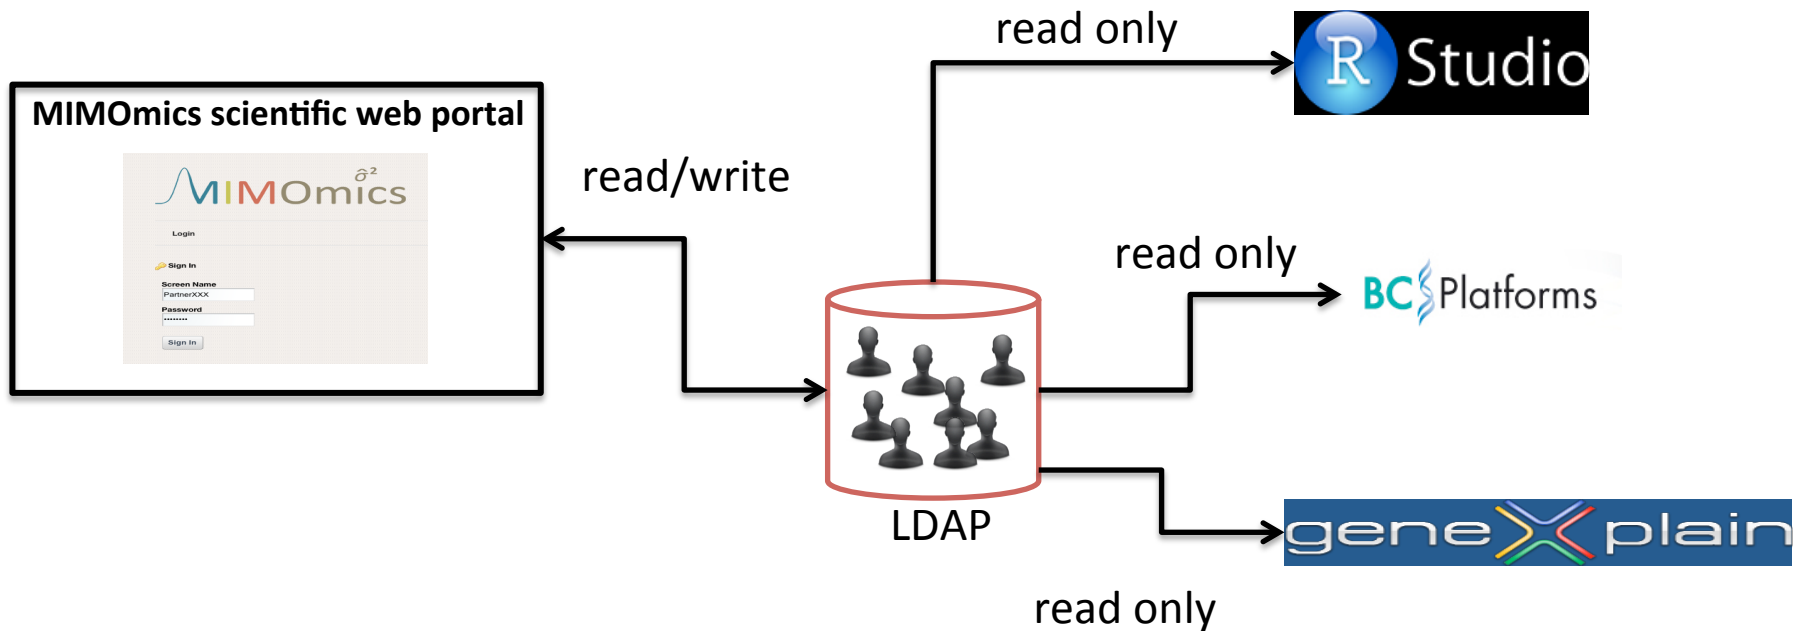 MIMOmics scientific web portal
MIMOmics σ̂²
Login
Sign In
Screen Name
PartnerXXX
Password
••••••••
Sign In
read/write
LDAP
read only
R Studio
read only
BC Platforms
geneXplain
read only